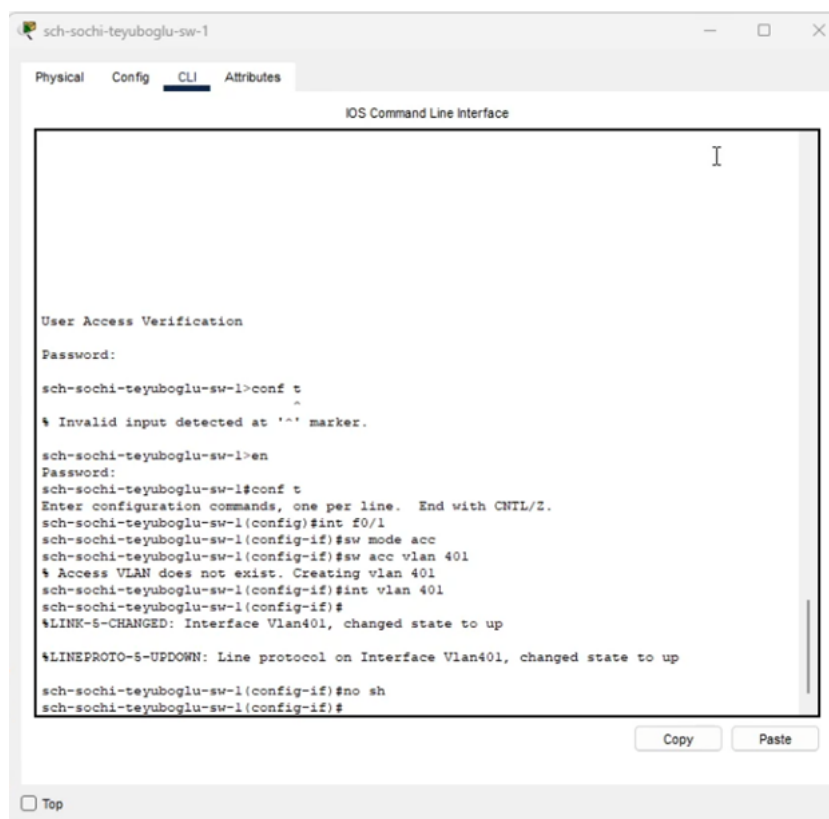 sch-sochi-teyuboglu-sw-1
Physical Config CLI Attributes
IOS Command Line Interface
User Access Verification
Password:
sch-sochi-teyuboglu-sw-1>conf t
^
% Invalid input detected at '^' marker.
sch-sochi-teyuboglu-sw-1>en
Password:
sch-sochi-teyuboglu-sw-1#conf t
Enter configuration commands, one per line.  End with CNTL/Z.
sch-sochi-teyuboglu-sw-1(config)#int f0/1
sch-sochi-teyuboglu-sw-1(config-if)#sw mode acc
sch-sochi-teyuboglu-sw-1(config-if)#sw acc vlan 401
% Access VLAN does not exist. Creating vlan 401
sch-sochi-teyuboglu-sw-1(config-if)#int vlan 401
sch-sochi-teyuboglu-sw-1(config-if)#
%LINK-5-CHANGED: Interface Vlan401, changed state to up
%LINEPROTO-5-UPDOWN: Line protocol on Interface Vlan401, changed state to up
sch-sochi-teyuboglu-sw-1(config-if)#no sh
sch-sochi-teyuboglu-sw-1(config-if)#
Copy Paste
Top